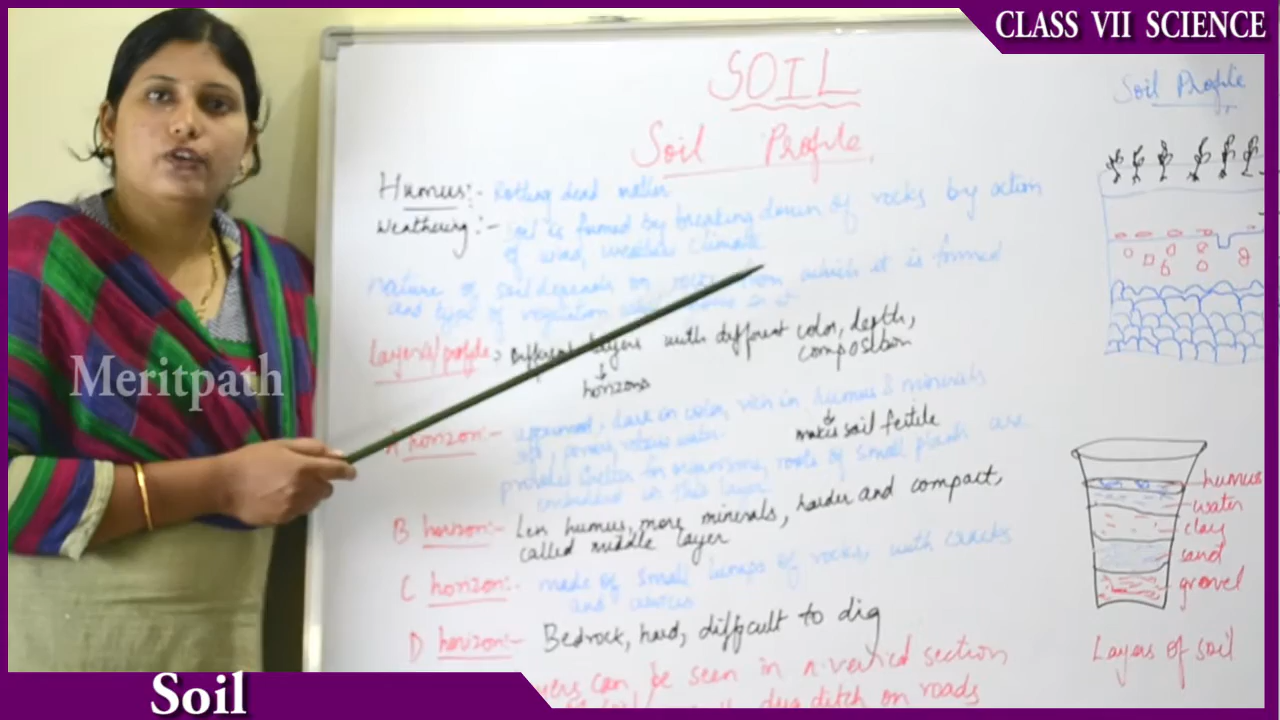 CLASS VII SCIENCE
SOIL
Soil Profile
Soil Profile
Humus:- Rotting dead matter
Weathering:- Soil is formed by breaking down of rocks by action
of wind, weather climate
nature of soil depends on rocks from which it is formed
and type of vegetation
Layers/profile, Different layers with different color, depth,
composition
horizons
A horizon:- uppermost, dark in color, rich in humus & minerals
makes soil fertile
soft, porous, retains water
provides shelter for organisms, roots of small plants are
embedded in this layer
B horizon:- Less humus, more minerals, harder and compact,
called middle layer
C horizon:- made of small lumps of rocks, with cracks
and
D horizon:- Bedrock, hard, difficult to dig
can be seen in a vertical section
dug ditch on roads
humus
water
clay
sand
gravel
Layers of soil
Meritpath
Soil